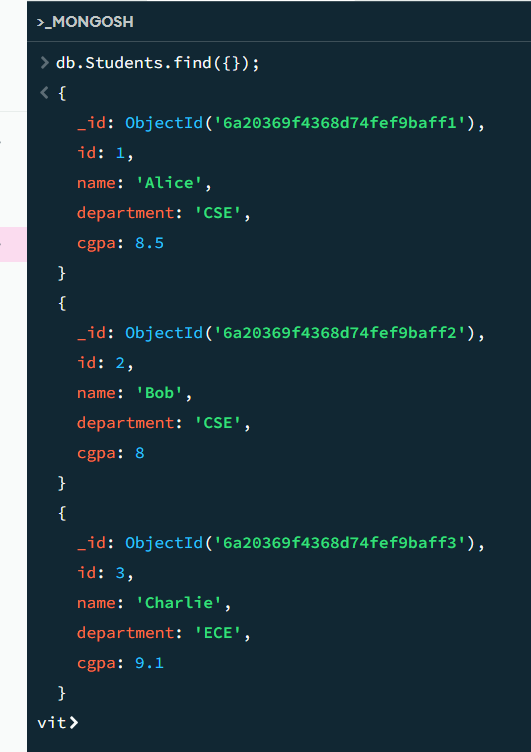 >_MONGOSH
> db.Students.find({});
< {
_id: ObjectId('6a20369f4368d74fef9baff1'),
id: 1,
name: 'Alice',
department: 'CSE',
cgpa: 8.5
}
{
_id: ObjectId('6a20369f4368d74fef9baff2'),
id: 2,
name: 'Bob',
department: 'CSE',
cgpa: 8
}
{
_id: ObjectId('6a20369f4368d74fef9baff3'),
id: 3,
name: 'Charlie',
department: 'ECE',
cgpa: 9.1
}
vit>